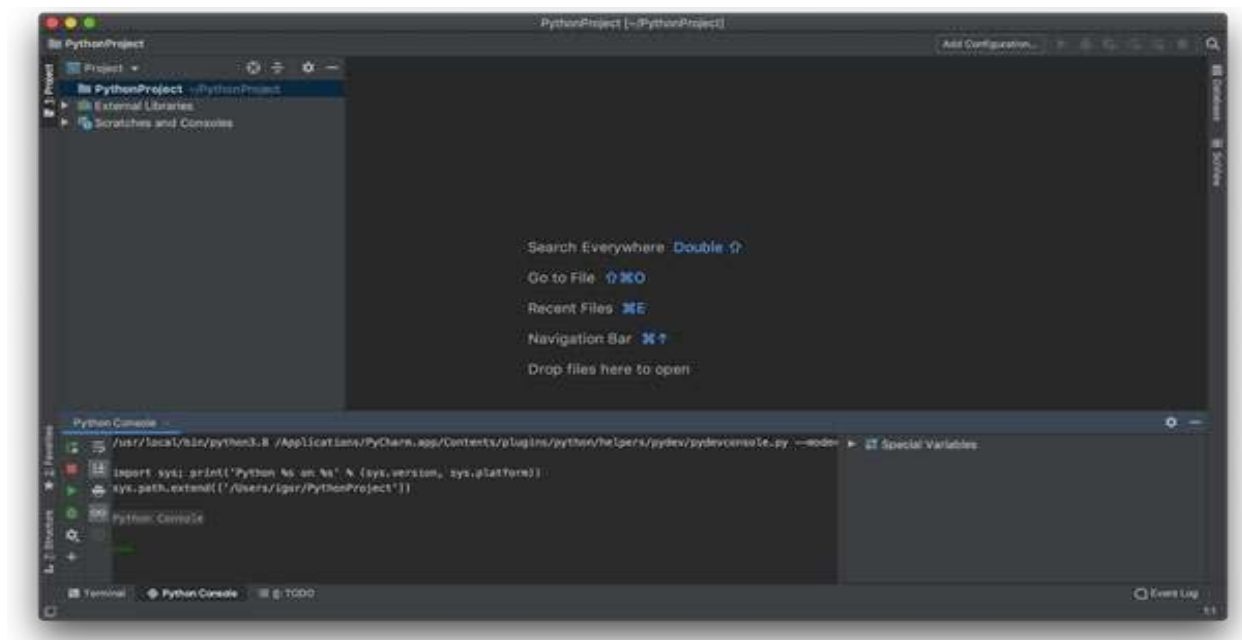 PythonProject [~/PythonProject]
PythonProject
Add Configuration...
Project
1: Project
PythonProject ~/PythonProject
External Libraries
Scratches and Consoles
Database
SciView
Search Everywhere Double ⇧
Go to File ⇧⌘O
Recent Files ⌘E
Navigation Bar ⌘↑
Drop files here to open
Python Console
2: Favorites
7: Structure
/usr/local/bin/python3.8 /Applications/PyCharm.app/Contents/plugins/python/helpers/pydev/pydevconsole.py --mode=
import sys; print('Python %s on %s' % (sys.version, sys.platform))
sys.path.extend(['/Users/igor/PythonProject'])
Python Console
Special Variables
Terminal
Python Console
6: TODO
Event Log
1:1